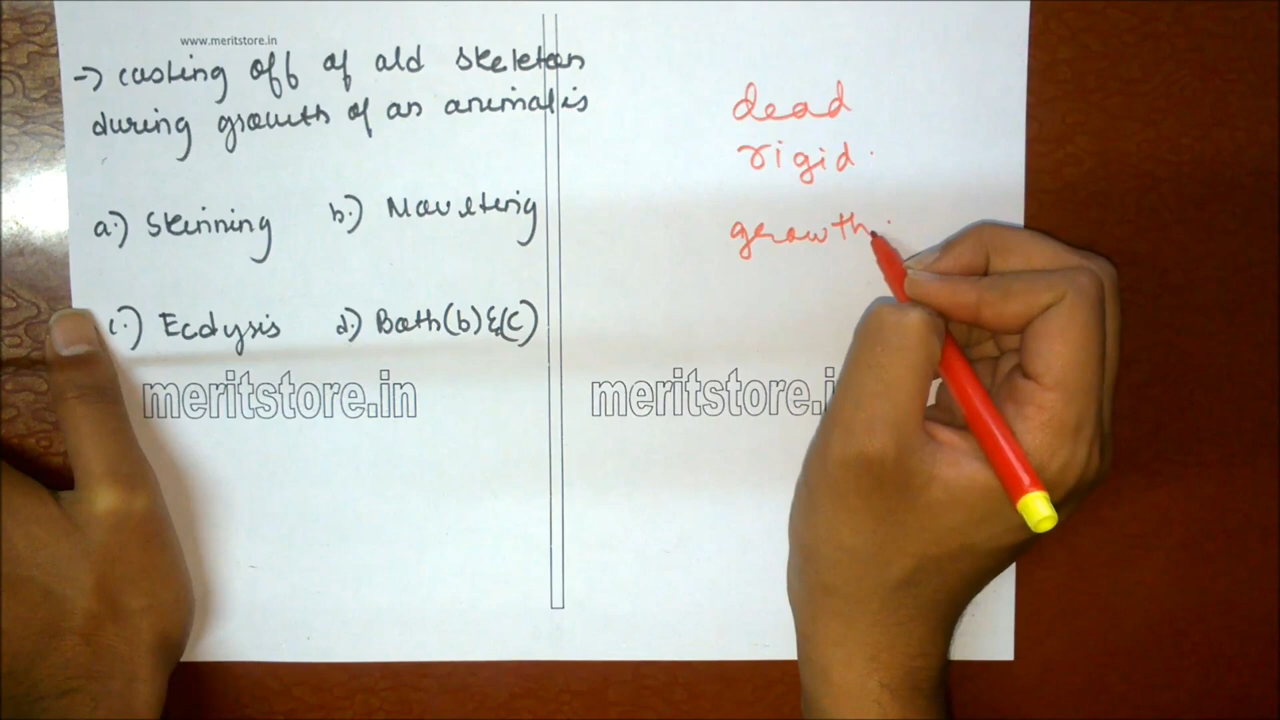 www.meritstore.in
→ casting off of old skeleton
during growth of an animal is
a.) Skinning b.) Moulting
c.) Ecdysis d.) Both (b) & (c)
meritstore.in
dead
rigid.
growth.
meritstore.i